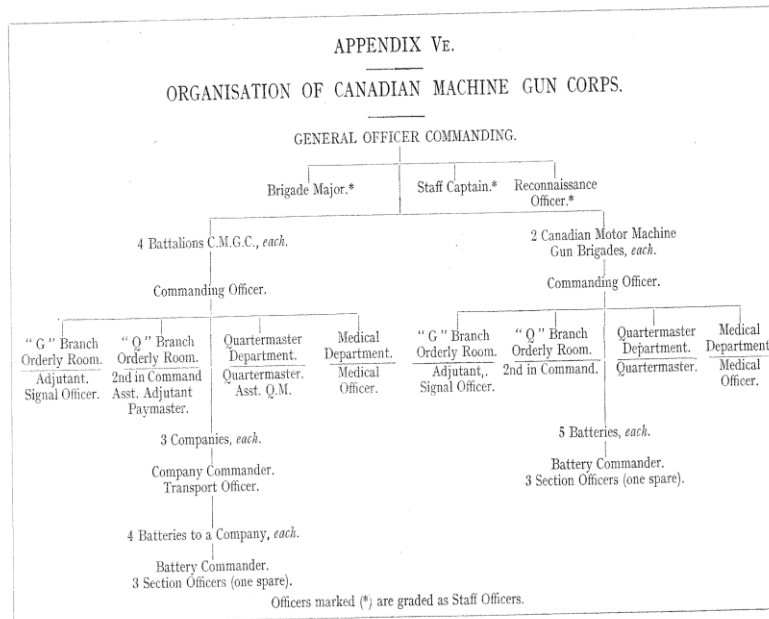 APPENDIX VE.
ORGANISATION OF CANADIAN MACHINE GUN CORPS.
GENERAL OFFICER COMMANDING.
Brigade Major.*
Staff Captain.*
Reconnaissance
Officer.*
4 Battalions C.M.G.C., each.
Commanding Officer.
" G " Branch
Orderly Room.
Adjutant.
Signal Officer.
" Q " Branch
Orderly Room.
2nd in Command
Asst. Adjutant
Paymaster.
Quartermaster
Department.
Quartermaster.
Asst. Q.M.
Medical
Department.
Medical
Officer.
3 Companies, each.
Company Commander.
Transport Officer.
4 Batteries to a Company, each.
Battery Commander.
3 Section Officers (one spare).
2 Canadian Motor Machine
Gun Brigades, each.
Commanding Officer.
" G " Branch
Orderly Room.
Adjutant,.
Signal Officer.
" Q " Branch
Orderly Room.
2nd in Command.
Quartermaster
Department.
Quartermaster.
Medical
Department
Medical
Officer.
5 Batteries, each.
Battery Commander.
3 Section Officers (one spare).
Officers marked (*) are graded as Staff Officers.